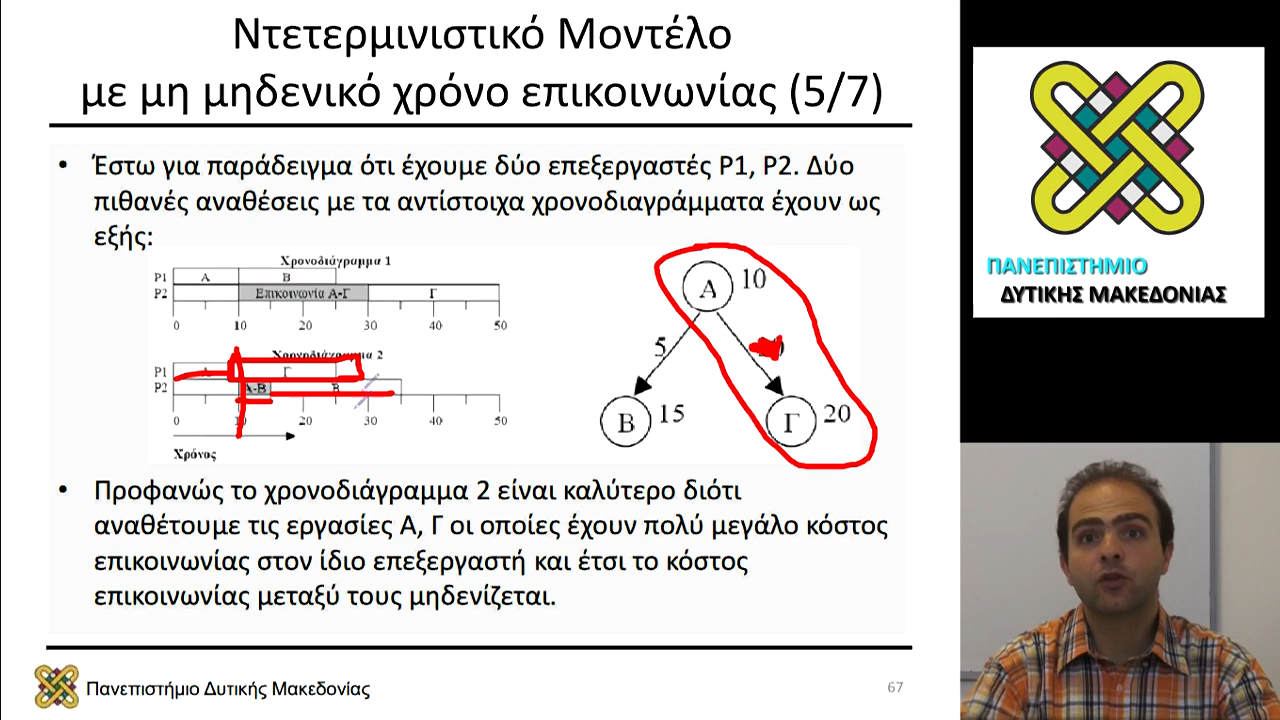 Ντετερμινιστικό Μοντέλο
με μη μηδενικό χρόνο επικοινωνίας (5/7)
• Έστω για παράδειγμα ότι έχουμε δύο επεξεργαστές P1, P2. Δύο
πιθανές αναθέσεις με τα αντίστοιχα χρονοδιαγράμματα έχουν ως
εξής:
Χρονοδιάγραμμα 1
P1 Α Β
P2 Επικοινωνία Α-Γ Γ
0 10 20 30 40 50
Χρονοδιάγραμμα 2
P1 Α Γ
P2 Α-Β Β
0 10 20 30 40 50
Χρόνος
Α 10
5
Β 15
Γ 20
• Προφανώς το χρονοδιάγραμμα 2 είναι καλύτερο διότι
αναθέτουμε τις εργασίες Α, Γ οι οποίες έχουν πολύ μεγάλο κόστος
επικοινωνίας στον ίδιο επεξεργαστή και έτσι το κόστος
επικοινωνίας μεταξύ τους μηδενίζεται.
Πανεπιστήμιο Δυτικής Μακεδονίας
67
ΠΑΝΕΠΙΣΤΗΜΙΟ
ΔΥΤΙΚΗΣ ΜΑΚΕΔΟΝΙΑΣ